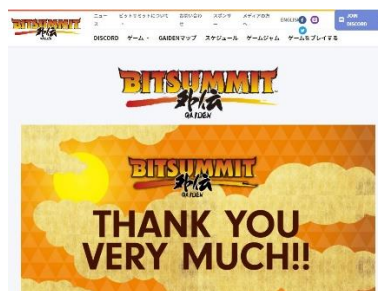 BITSUMMIT
外伝
GAIDEN
ニュース
ビットサミットについて
お問い合わせ
スポンサー
メディアの方へ
ENGLISH
JOIN DISCORD
DISCORD ゲーム GAIDENマップ スケジュール ゲームジャム ゲームをプレイする
BITSUMMIT
外伝
GAIDEN
BITSUMMIT
外伝
GAIDEN
THANK YOU
VERY MUCH!!